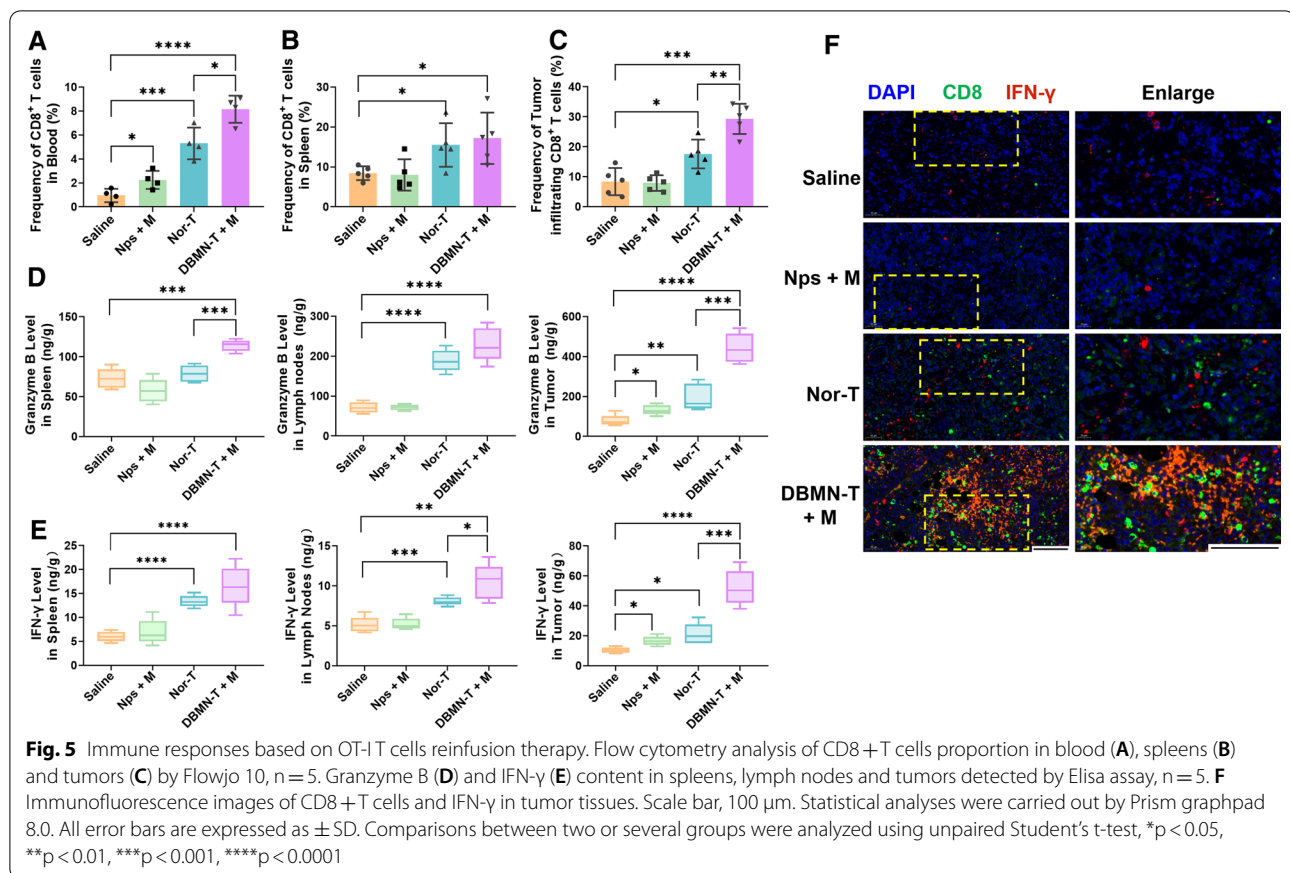 A
Frequency of CD8+ T cells
in Blood (%)
10
8
6
4
2
0
****
***
*
*
Saline
Nps + M
Nor-T
DBMN-T + M
B
Frequency of CD8+ T cells
in Spleen (%)
30
20
10
0
*
*
Saline
Nps + M
Nor-T
DBMN-T + M
C
Frequency of Tumor
infiltrating CD8+ T cells (%)
40
30
20
10
0
***
**
*
Saline
Nps + M
Nor-T
DBMN-T + M
D
Granzyme B Level
in Spleen (ng/g)
150
100
50
0
***
***
Saline
Nps + M
Nor-T
DBMN-T + M
Granzyme B Level
in Lymph nodes (ng/g)
300
200
100
0
****
****
Saline
Nps + M
Nor-T
DBMN-T + M
Granzyme B Level
in Tumor (ng/g)
600
400
200
0
****
***
**
*
Saline
Nps + M
Nor-T
DBMN-T + M
E
IFN-γ Level
in Spleen (ng/g)
25
20
15
10
5
0
****
****
Saline
Nps + M
Nor-T
DBMN-T + M
IFN-γ Level
in Lymph Nodes (ng/g)
15
10
5
0
**
*
***
Saline
Nps + M
Nor-T
DBMN-T + M
IFN-γ Level
in Tumor (ng/g)
80
60
40
20
0
****
***
*
*
Saline
Nps + M
Nor-T
DBMN-T + M
F
DAPI CD8 IFN-γ Enlarge
Saline
Nps + M
Nor-T
DBMN-T
+ M
Fig. 5 Immune responses based on OT-I T cells reinfusion therapy. Flow cytometry analysis of CD8+T cells proportion in blood (A), spleens (B)
and tumors (C) by Flowjo 10, n=5. Granzyme B (D) and IFN-γ (E) content in spleens, lymph nodes and tumors detected by Elisa assay, n=5. F
Immunofluorescence images of CD8+T cells and IFN-γ in tumor tissues. Scale bar, 100 μm. Statistical analyses were carried out by Prism graphpad
8.0. All error bars are expressed as ±SD. Comparisons between two or several groups were analyzed using unpaired Student's t-test, *p<0.05,
**p<0.01, ***p<0.001, ****p<0.0001